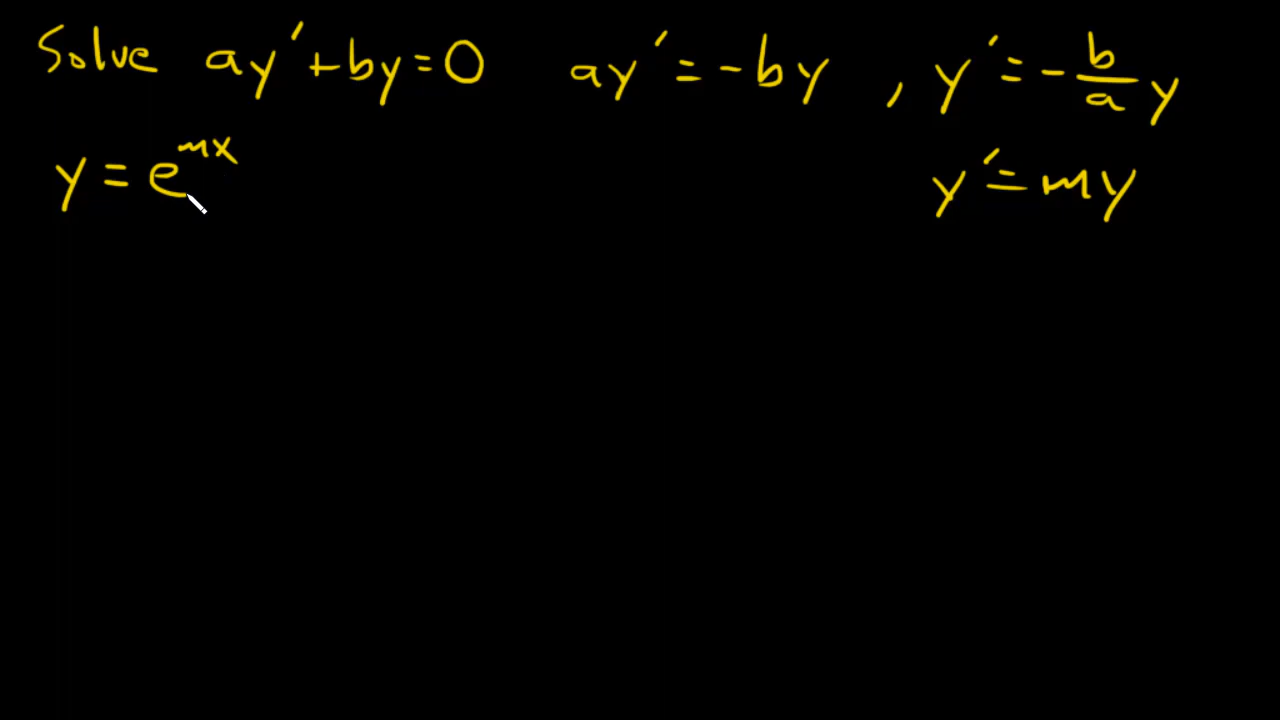 Solve ay' + by = 0   ay' = -by , y' = -b/a y
y = e^mx   y' = my